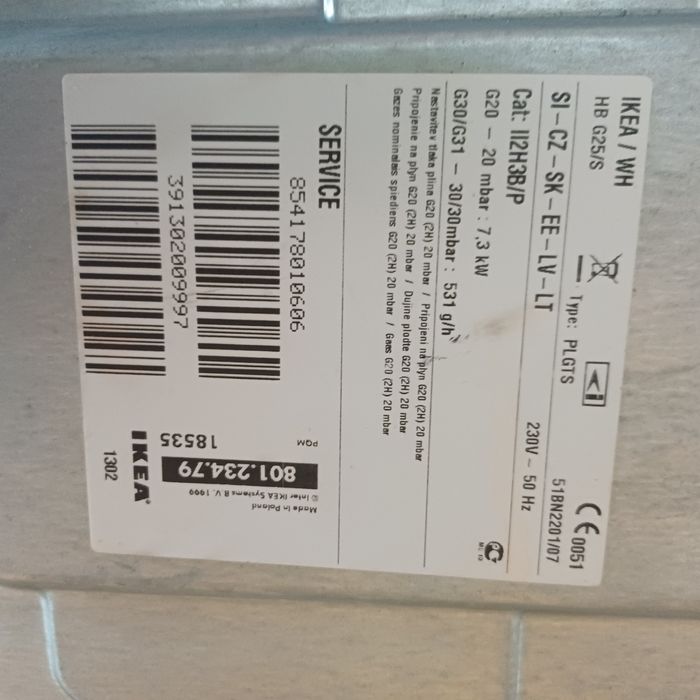 IKEA / WH
HB G25/S
Type: PLGTS
CE 0051
51BN2201/07
SI – CZ – SK – EE – LV – LT
230V ~ 50 Hz
Cat: II2H3B/P
G20 – 20 mbar : 7,3 kW
G30/G31 – 30/30mbar : 531 g/h
Nastavitev tlaka plina G20 (2H) 20 mbar / Pripojeni na plyn G20 (2H) 20 mbar
Pripojenie na plyn G20 (2H) 20 mbar / Dujine plodte G20 (2H) 20 mbar
Gazes nominalais spiediens G20 (2H) 20 mbar / Gaas G20 (2H) 20 mbar
SERVICE
854178010606
391302009997
Made in Poland
© Inter IKEA Systems B.V. 1999
801.234.79
18535
PQM
IKEA®
1302